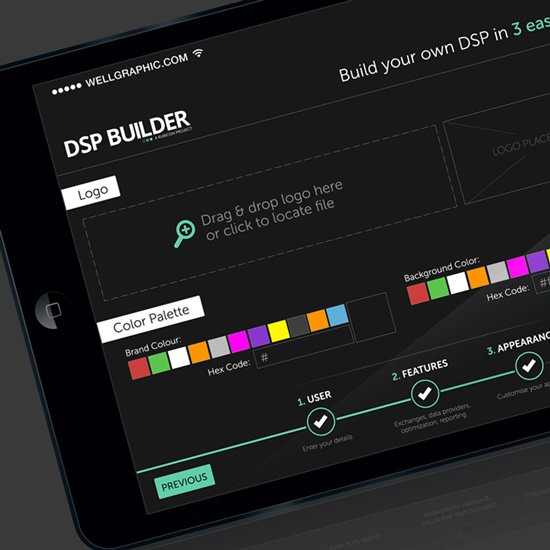 WELLGRAPHIC.COM
Build your own DSP in 3 eas
DSP BUILDER
A RUBICON PROJECT
Logo
Drag & drop logo here
or click to locate file
LOGO PLACE
Color Palette
Brand Colour:
Hex Code: #
Background Color:
Hex Code: #
1. USER
Enter your details
2. FEATURES
Exchanges, data providers,
optimization, reporting
3. APPEARANC
Customise your ap
PREVIOUS